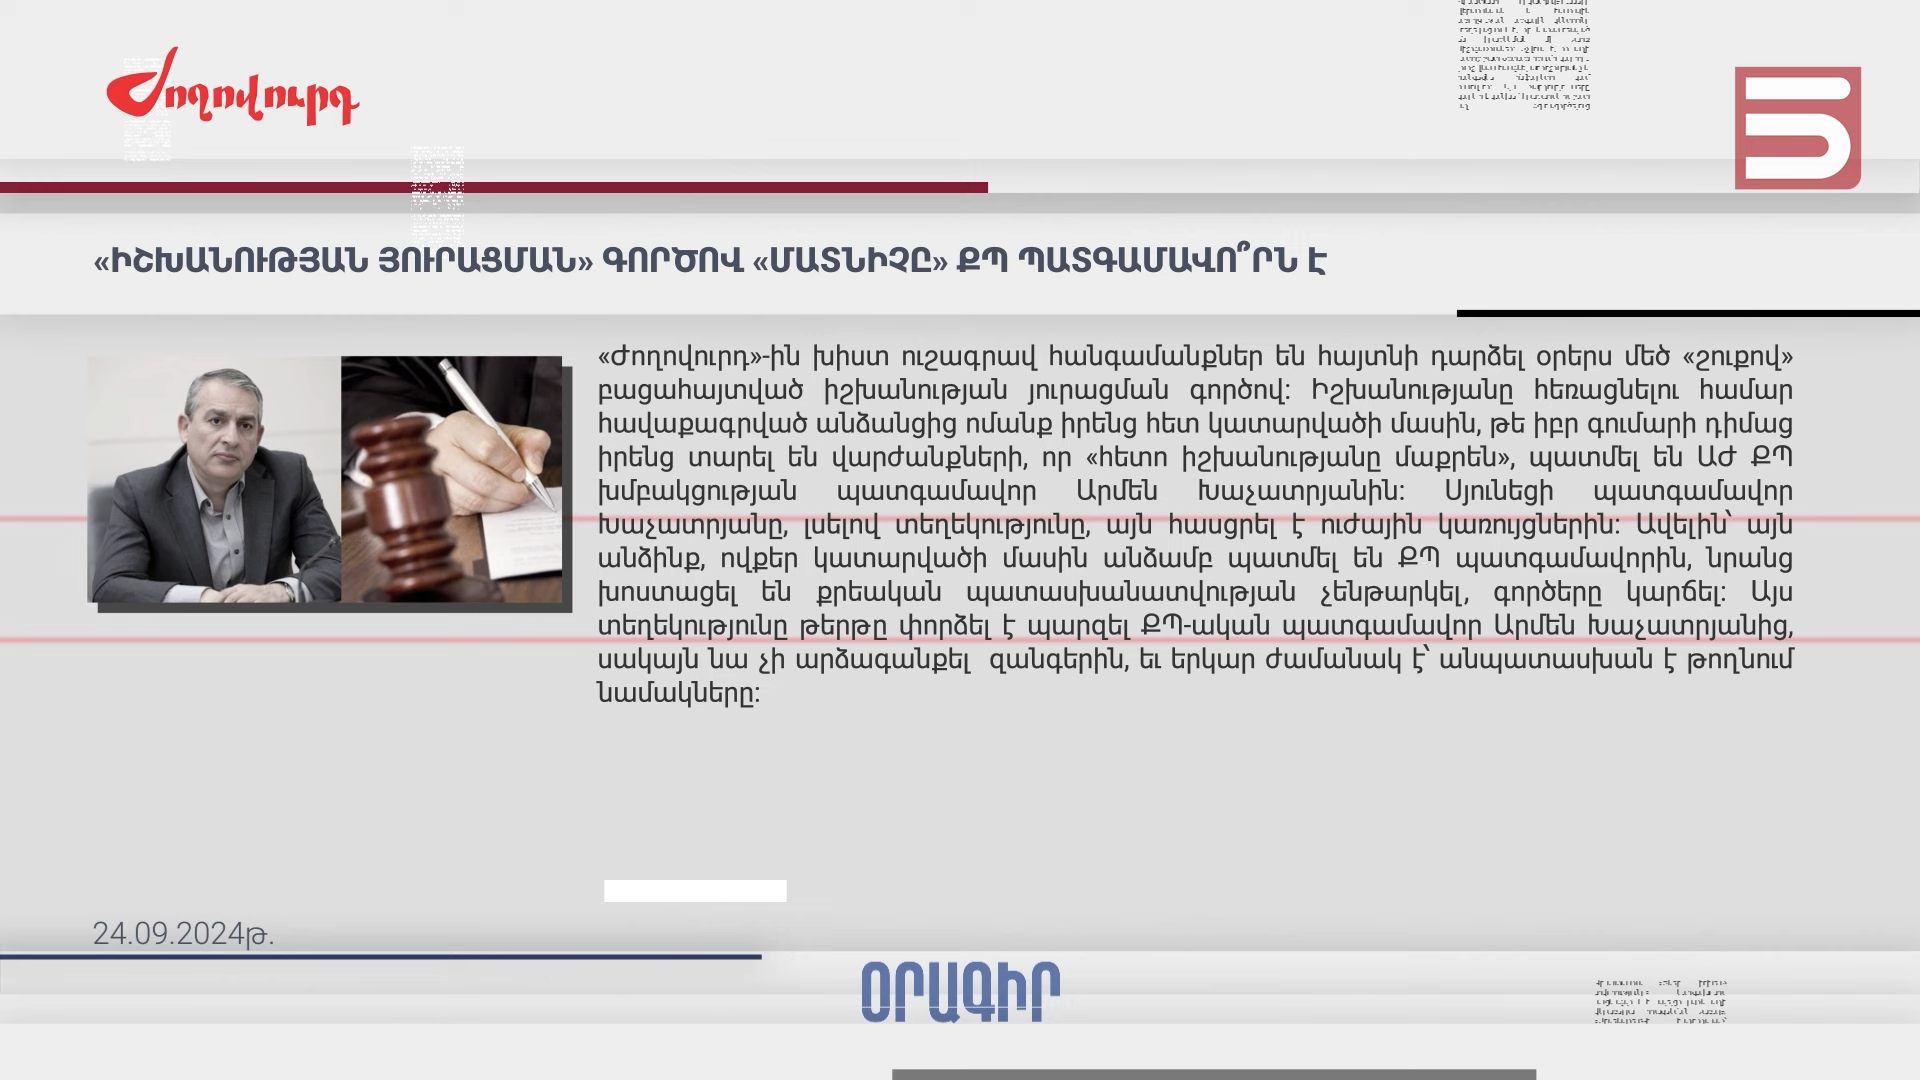 Ժողովուրդ
«ԻՇԽԱՆՈՒԹՅԱՆ ՅՈՒՐԱՑՄԱՆ» ԳՈՐԾՈՎ «ՄԱՏՆԻՉԸ» ՔՊ ՊԱՏԳԱՄԱՎՈ՞ՐՆ Է
«Ժողովուրդ»-ին խիստ ուշագրավ հանգամանքներ են հայտնի դարձել օրերս մեծ «շուքով»
բացահայտված իշխանության յուրացման գործով: Իշխանությանը հեռացնելու համար
հավաքագրված անձանցից ոմանք իրենց հետ կատարվածի մասին, թե իբր գումարի դիմաց
իրենց տարել են վարժանքների, որ «հետո իշխանությանը մաքրեն», պատմել են ԱԺ ՔՊ
խմբակցության պատգամավոր Արմեն Խաչատրյանին: Սյունեցի պատգամավոր
Խաչատրյանը, լսելով տեղեկությունը, այն հասցրել է ուժային կառույցներին: Ավելին՝ այն
անձինք, ովքեր կատարվածի մասին անձամբ պատմել են ՔՊ պատգամավորին, նրանց
խոստացել են քրեական պատասխանատվության չենթարկել, գործերը կարճել: Այս
տեղեկությունը թերթը փորձել է պարզել ՔՊ-ական պատգամավոր Արմեն Խաչատրյանից,
սակայն նա չի արձագանքել զանգերին, եւ երկար ժամանակ է՝ անպատասխան է թողնում
նամակները:
24.09.2024թ.
ՕՐԱԳԻՐ